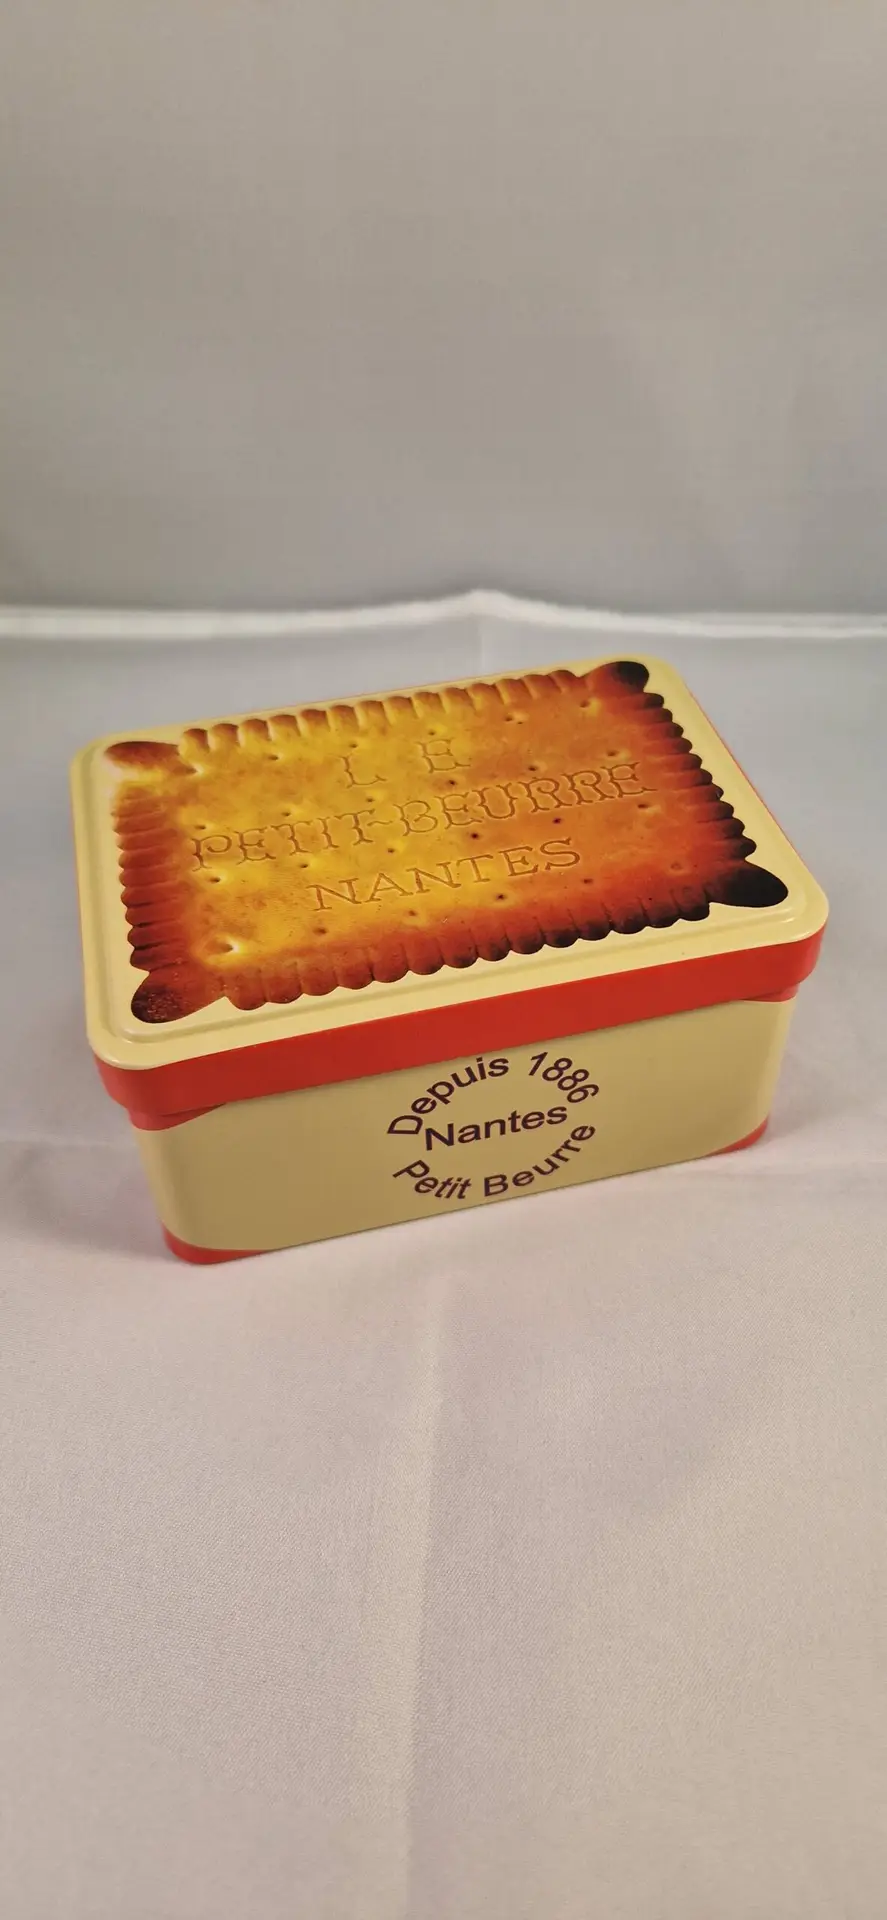 LE
PETIT-BEURRE
NANTES
Depuis 1886
Nantes
Petit Beurre